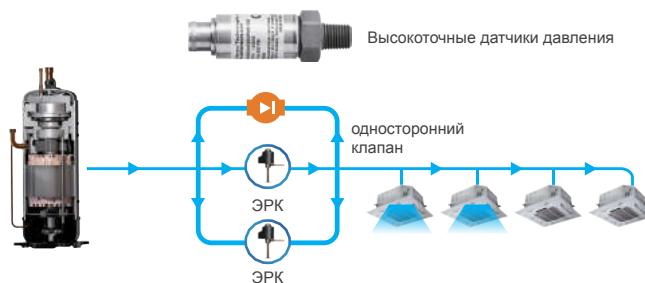 Высокоточные датчики давления
односторонний
клапан
ЭРК
ЭРК